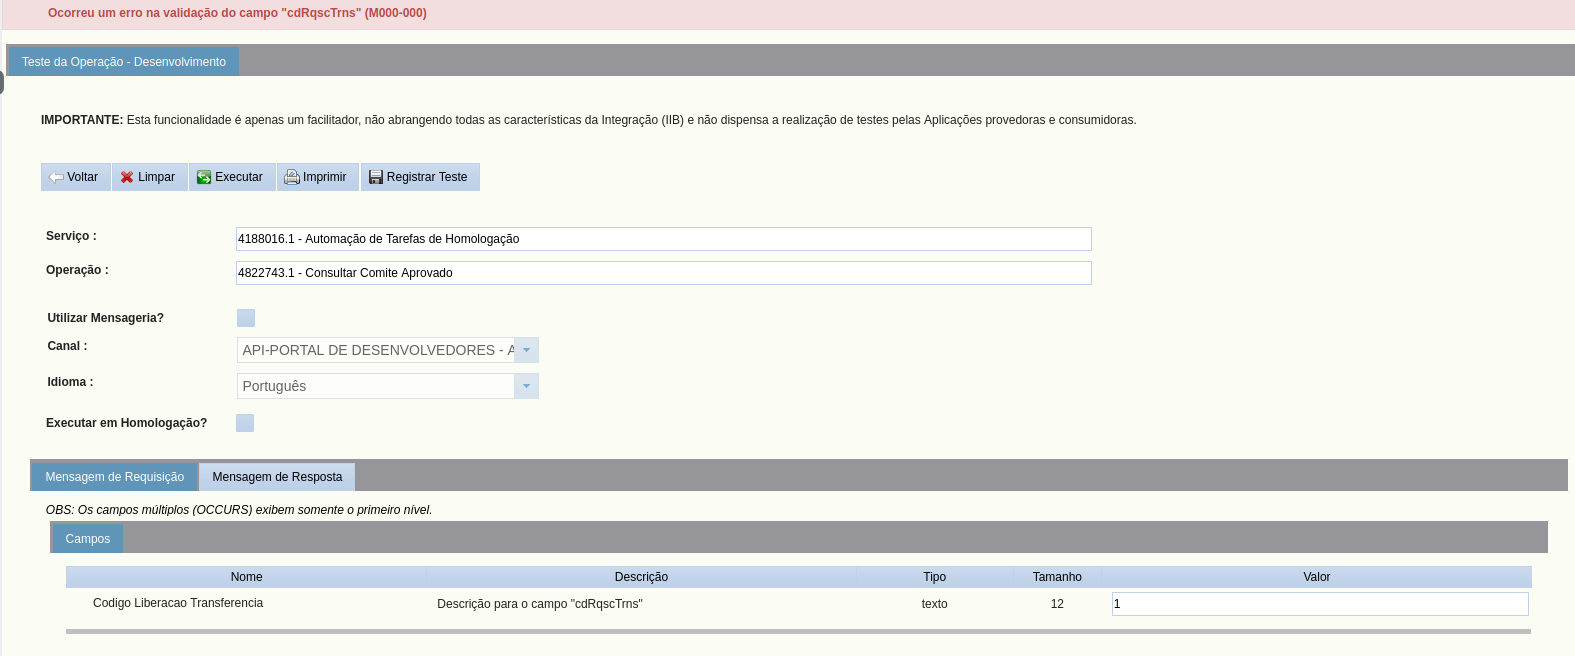 Ocorreu um erro na validação do campo "cdRqscTrns" (M000-000)
Teste da Operação - Desenvolvimento
IMPORTANTE: Esta funcionalidade é apenas um facilitador, não abrangendo todas as características da Integração (IIB) e não dispensa a realização de testes pelas Aplicações provedoras e consumidoras.
Voltar Limpar Executar Imprimir Registrar Teste
Serviço : 4188016.1 - Automação de Tarefas de Homologação
Operação : 4822743.1 - Consultar Comite Aprovado
Utilizar Mensageria?
Canal : API-PORTAL DE DESENVOLVEDORES - A
Idioma : Português
Executar em Homologação?
Mensagem de Requisição Mensagem de Resposta
OBS: Os campos múltiplos (OCCURS) exibem somente o primeiro nível.
Campos
Nome Descrição Tipo Tamanho Valor
Codigo Liberacao Transferencia Descrição para o campo "cdRqscTrns" texto 12 1